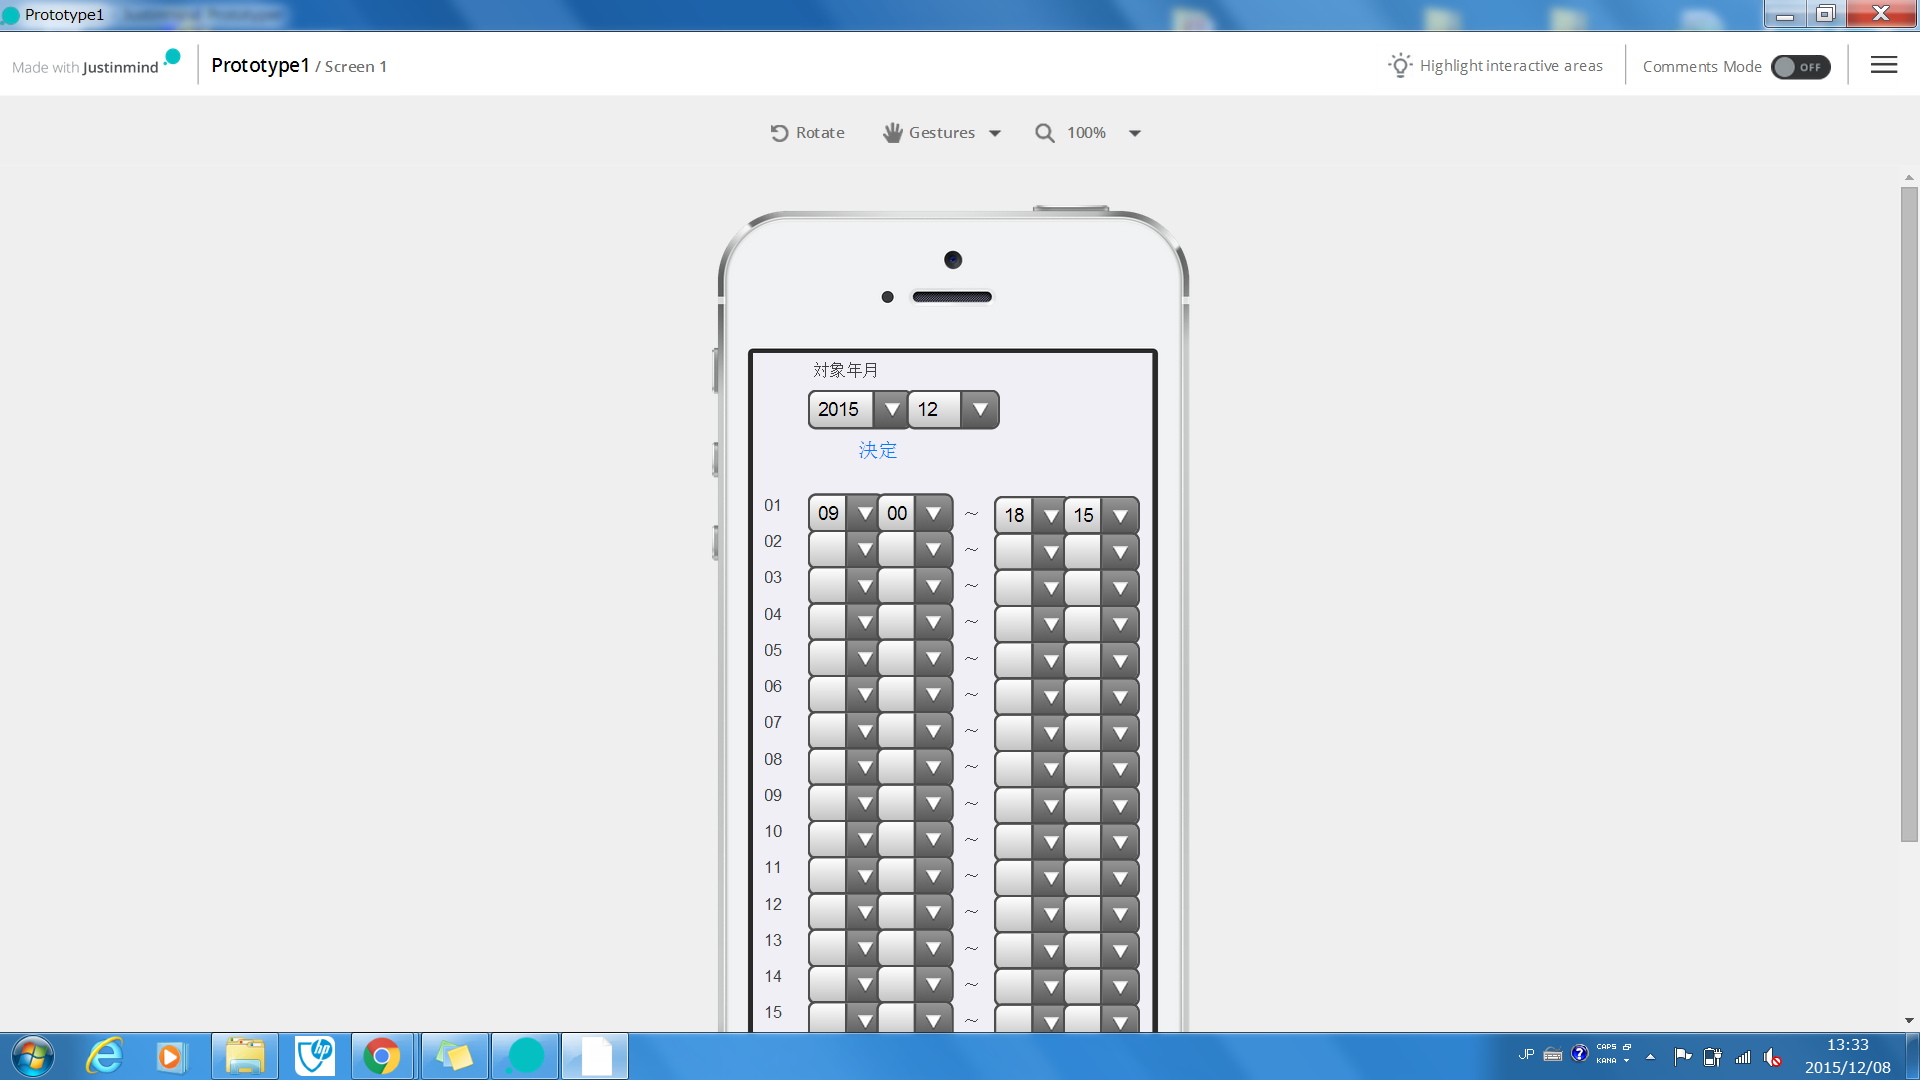 Prototype1
Made with Justinmind
Prototype1 / Screen 1
Highlight interactive areas
Comments Mode
OFF
Rotate
Gestures
100%
対象年月
2015
12
決定
01 09 00 ~ 18 15
02 ~
03 ~
04 ~
05 ~
06 ~
07 ~
08 ~
09 ~
10 ~
11 ~
12 ~
13 ~
14 ~
15 ~
hp
JP
CAPS
KANA
13:33
2015/12/08